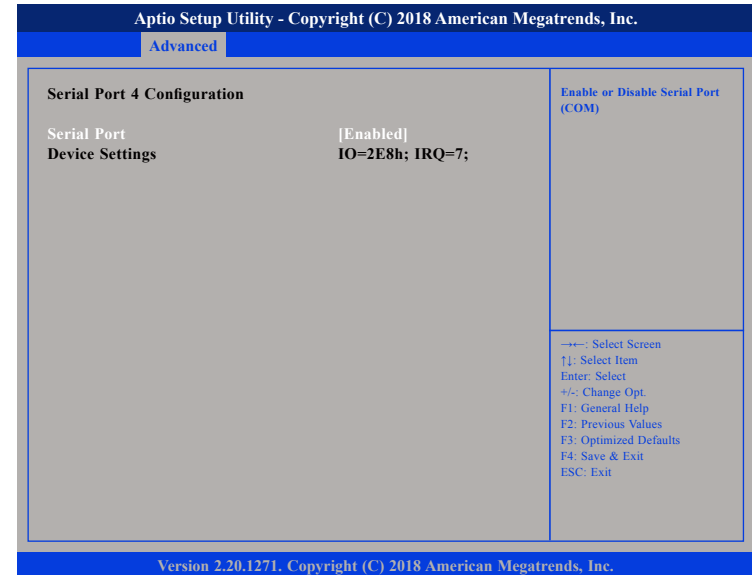 Aptio Setup Utility - Copyright (C) 2018 American Megatrends, Inc.
Advanced
Serial Port 4 Configuration
Serial Port [Enabled]
Device Settings IO=2E8h; IRQ=7;
Enable or Disable Serial Port
(COM)
→←: Select Screen
↑↓: Select Item
Enter: Select
+/-: Change Opt.
F1: General Help
F2: Previous Values
F3: Optimized Defaults
F4: Save & Exit
ESC: Exit
Version 2.20.1271. Copyright (C) 2018 American Megatrends, Inc.